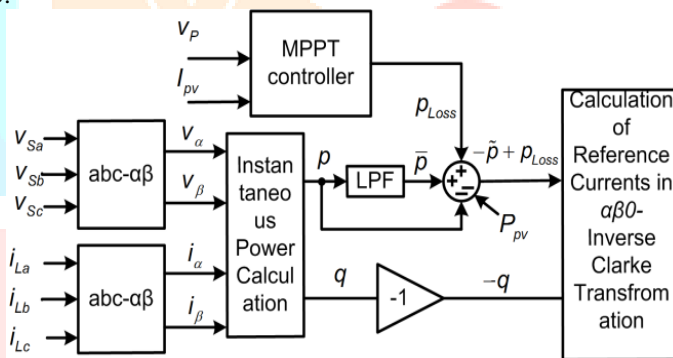 V_P
I_pv
MPPT
controller
p_Loss
v_Sa
v_Sb
v_Sc
abc-αβ
v_α
v_β
i_La
i_Lb
i_Lc
abc-αβ
i_α
i_β
Instan
taneo
us
Power
Calcul
ation
p
LPF
p̄
+
+
−
−
P_pv
−p̃ + p_Loss
q
-1
−q
Calculation
of
Reference
Currents in
αβ0-
Inverse
Clarke
Transfrom
ation